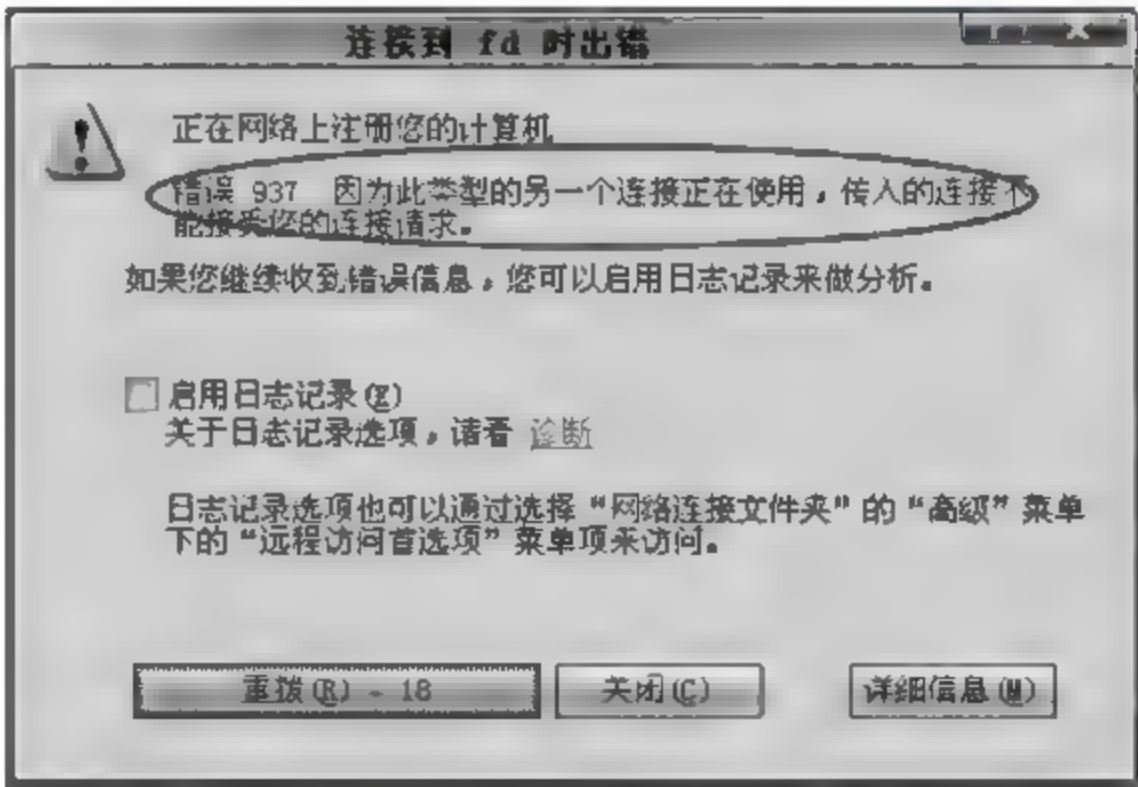 连接到 fd 时出错
正在网络上注册您的计算机
错误 937 因为此类型的另一个连接正在使用，传入的连接不
能接受您的连接请求。
如果您继续收到错误信息，您可以启用日志记录来做分析。
启用日志记录(E)
关于日志记录选项，请看 诊断
日志记录选项也可以通过选择“网络连接文件夹”的“高级”菜单
下的“远程访问首选项”菜单项来访问。
重拨(R) - 18
关闭(C)
详细信息(M)